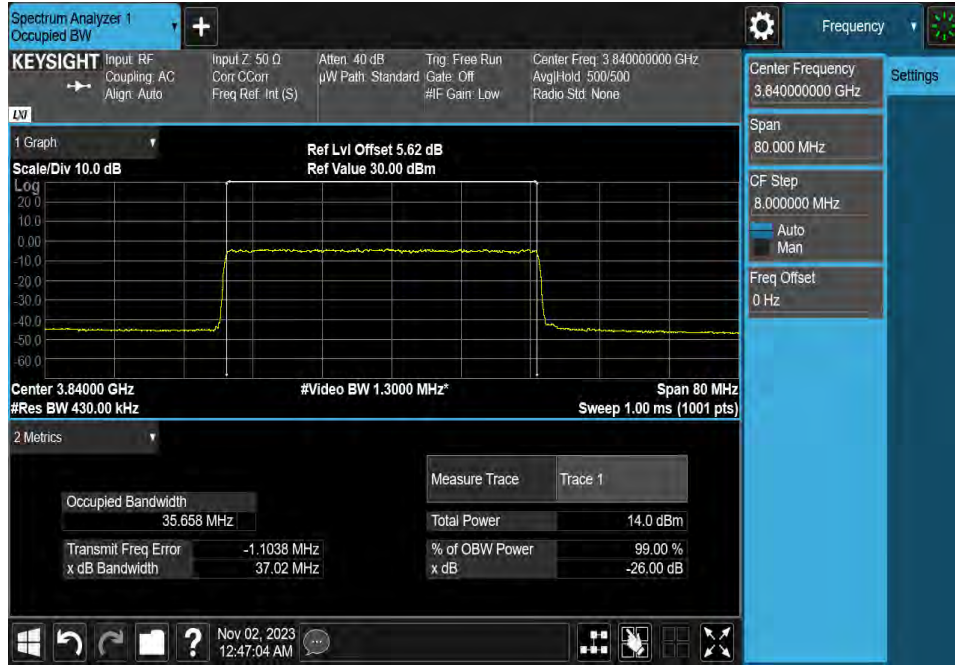 Spectrum Analyzer 1
Occupied BW
+
Frequency
KEYSIGHT
Input: RF
Coupling: AC
Align: Auto
Input Z: 50 Ω
Corr CCorr
Freq Ref: Int (S)
Atten: 40 dB
µW Path: Standard
Trig: Free Run
Gate: Off
#IF Gain: Low
Center Freq: 3.840000000 GHz
Avg|Hold: 500/500
Radio Std: None
LXI
Center Frequency
3.840000000 GHz
Settings
Span
80.000 MHz
CF Step
8.000000 MHz
Auto
Man
Freq Offset
0 Hz
1 Graph
Ref Lvl Offset 5.62 dB
Scale/Div 10.0 dB
Ref Value 30.00 dBm
Log
20.0
10.0
0.00
-10.0
-20.0
-30.0
-40.0
-50.0
-60.0
Center 3.84000 GHz
#Video BW 1.3000 MHz*
Span 80 MHz
#Res BW 430.00 kHz
Sweep 1.00 ms (1001 pts)
2 Metrics
Measure Trace
Trace 1
Occupied Bandwidth
35.658 MHz
Total Power
14.0 dBm
Transmit Freq Error
-1.1038 MHz
% of OBW Power
99.00 %
x dB Bandwidth
37.02 MHz
x dB
-26.00 dB
?
Nov 02, 2023
12:47:04 AM